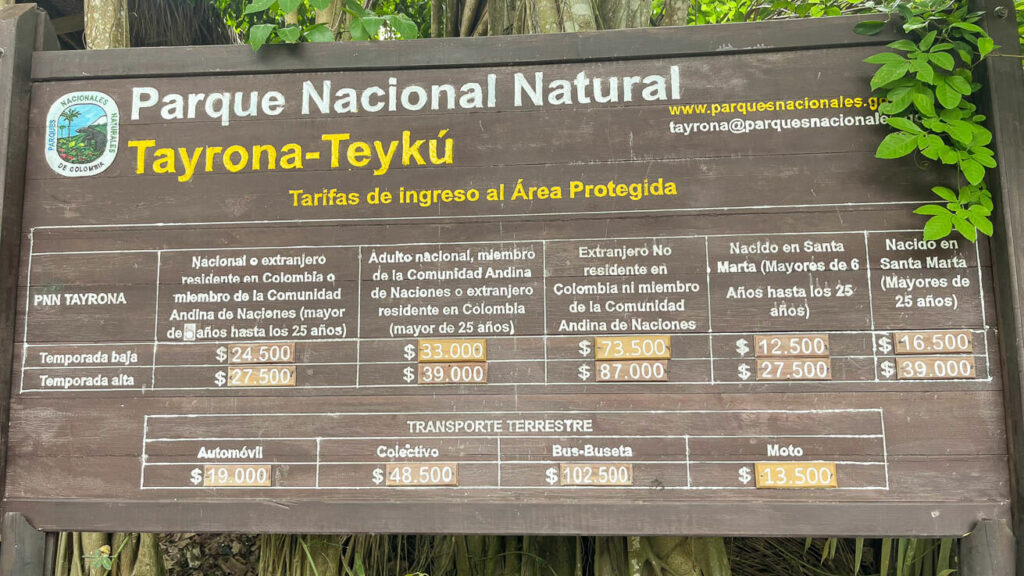 Parque Nacional Natural
Tayrona-Teykú
www.parquesnacionales.g
tayrona@parquesnacionale
PARQUES NACIONALES NATURALES
DE COLOMBIA
Tarifas de ingreso al Área Protegida
PNN TAYRONA
Nacional o extranjero
residente en Colombia o
miembro de la Comunidad
Andina de Naciones (mayor
de años hasta los 25 años)
Adulto nacional, miembro
de la Comunidad Andina
de Naciones o extranjero
residente en Colombia
(mayor de 25 años)
Extranjero No
residente en
Colombia ni miembro
de la Comunidad
Andina de Naciones
Nacido en Santa
Marta (Mayores de 6
Años hasta los 25
años)
Nacido en
Santa Marta
(Mayores de
25 años)
Temporada baja $ 24.500 $ 33.000 $ 73.500 $ 12.500 $ 16.500
Temporada alta $ 27.500 $ 39.000 $ 87.000 $ 27.500 $ 39.000
TRANSPORTE TERRESTRE
Automóvil Colectivo Bus-Buseta Moto
$ 19.000 $ 48.500 $ 102.500 $ 13.500